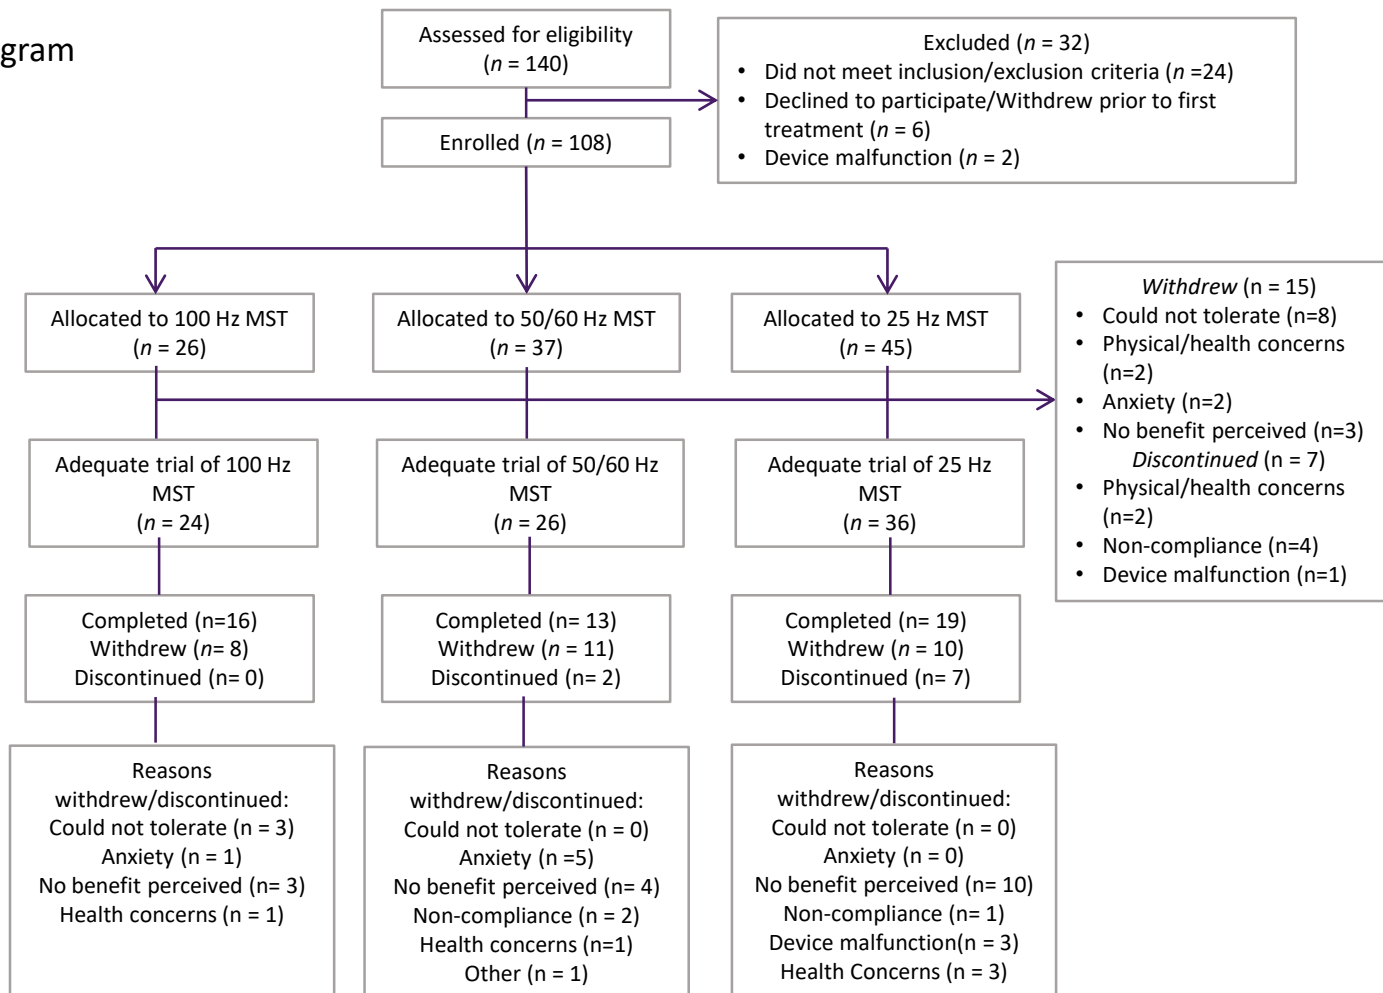 gram
Assessed for eligibility
(n = 140)
Excluded (n = 32)
• Did not meet inclusion/exclusion criteria (n =24)
• Declined to participate/Withdrew prior to first
treatment (n = 6)
• Device malfunction (n = 2)
Enrolled (n = 108)
Allocated to 100 Hz MST
(n = 26)
Allocated to 50/60 Hz MST
(n = 37)
Allocated to 25 Hz MST
(n = 45)
Withdrew (n = 15)
• Could not tolerate (n=8)
• Physical/health concerns
(n=2)
• Anxiety (n=2)
• No benefit perceived (n=3)
Discontinued (n = 7)
• Physical/health concerns
(n=2)
• Non-compliance (n=4)
• Device malfunction (n=1)
Adequate trial of 100 Hz
MST
(n = 24)
Adequate trial of 50/60 Hz
MST
(n = 26)
Adequate trial of 25 Hz
MST
(n = 36)
Completed (n=16)
Withdrew (n= 8)
Discontinued (n= 0)
Completed (n= 13)
Withdrew (n = 11)
Discontinued (n= 2)
Completed (n= 19)
Withdrew (n = 10)
Discontinued (n= 7)
Reasons
withdrew/discontinued:
Could not tolerate (n = 3)
Anxiety (n = 1)
No benefit perceived (n= 3)
Health concerns (n = 1)
Reasons
withdrew/discontinued:
Could not tolerate (n = 0)
Anxiety (n =5)
No benefit perceived (n= 4)
Non-compliance (n = 2)
Health concerns (n=1)
Other (n = 1)
Reasons
withdrew/discontinued:
Could not tolerate (n = 0)
Anxiety (n = 0)
No benefit perceived (n= 10)
Non-compliance (n= 1)
Device malfunction(n = 3)
Health Concerns (n = 3)